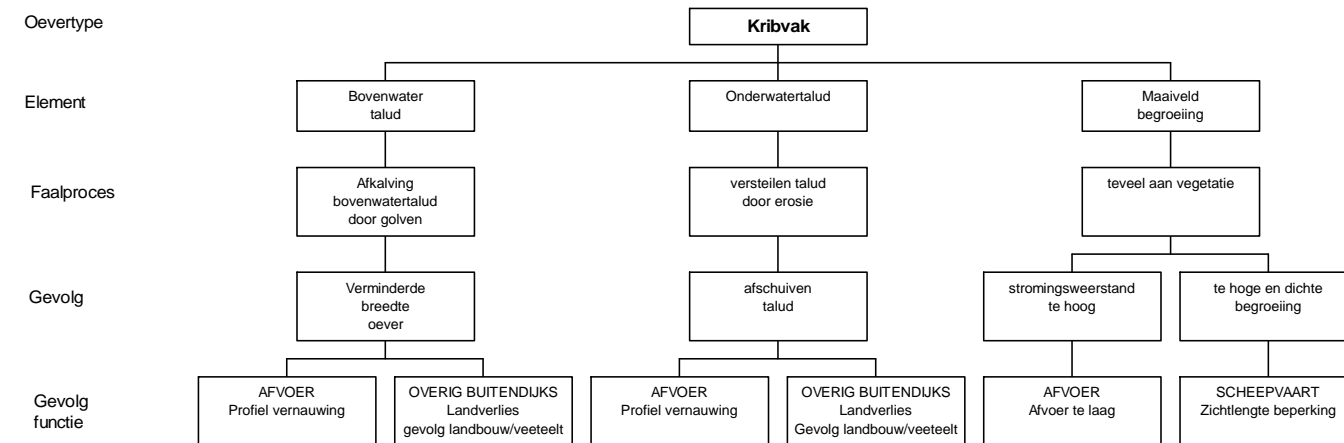 Oevertype
Kribvak
Element
Bovenwater
talud
Onderwatertalud
Maaiveld
begroeiing
Faalproces
Afkalving
bovenwatertalud
door golven
versteilen talud
door erosie
teveel aan vegetatie
Gevolg
Verminderde
breedte
oever
afschuiven
talud
stromingsweerstand
te hoog
te hoge en dichte
begroeiing
Gevolg
functie
AFVOER
Profiel vernauwing
OVERIG BUITENDIJKS
Landverlies
gevolg landbouw/veeteelt
AFVOER
Profiel vernauwing
OVERIG BUITENDIJKS
Landverlies
Gevolg landbouw/veeteelt
AFVOER
Afvoer te laag
SCHEEPVAART
Zichtlengte beperking